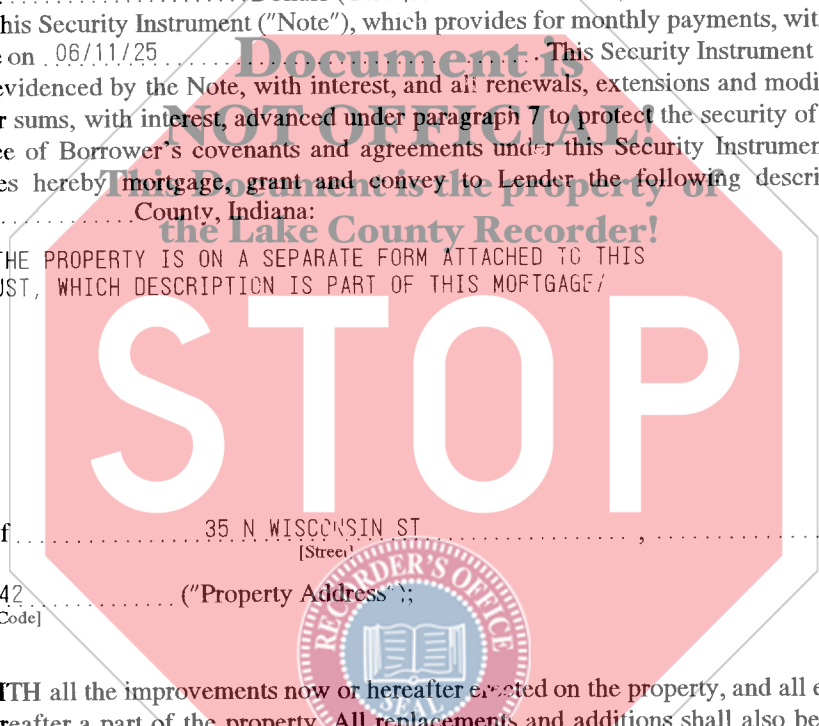 his Security Instrument ("Note"), which provides for monthly payments, wit
e on 06/11/25 This Security Instrument
evidenced by the Note, with interest, and all renewals, extensions and modi
r sums, with interest, advanced under paragraph 7 to protect the security of
ce of Borrower's covenants and agreements under this Security Instrumen
es hereby mortgage, grant and convey to Lender the following descri
County, Indiana:
Document is
NOT OFFICIAL!
This Document is the property of
the Lake County Recorder!
THE PROPERTY IS ON A SEPARATE FORM ATTACHED TO THIS
UST, WHICH DESCRIPTION IS PART OF THIS MORTGAGE/
STOP
f 35 N WISCONSIN ST ,
[Street]
42 ("Property Address");
Code]
RECORDER'S OFFICE
SEAL
ITH all the improvements now or hereafter erected on the property, and all e
reafter a part of the property. All replacements and additions shall also be